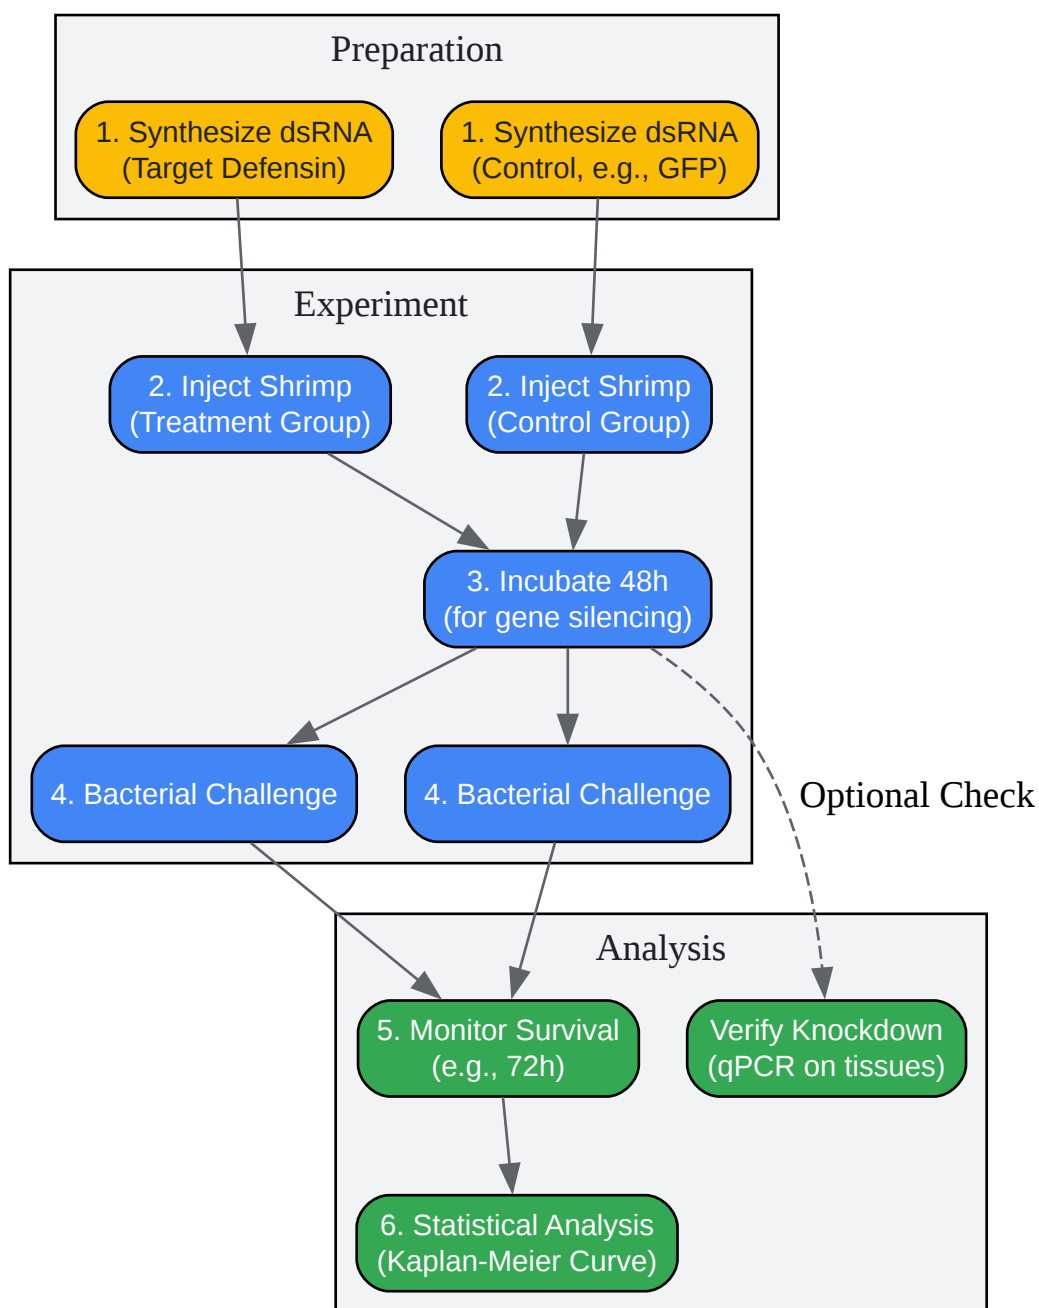 Preparation
1. Synthesize dsRNA
(Target Defensin)
1. Synthesize dsRNA
(Control, e.g., GFP)
Experiment
2. Inject Shrimp
(Treatment Group)
2. Inject Shrimp
(Control Group)
3. Incubate 48h
(for gene silencing)
4. Bacterial Challenge
4. Bacterial Challenge
Optional Check
Analysis
5. Monitor Survival
(e.g., 72h)
Verify Knockdown
(qPCR on tissues)
6. Statistical Analysis
(Kaplan-Meier Curve)